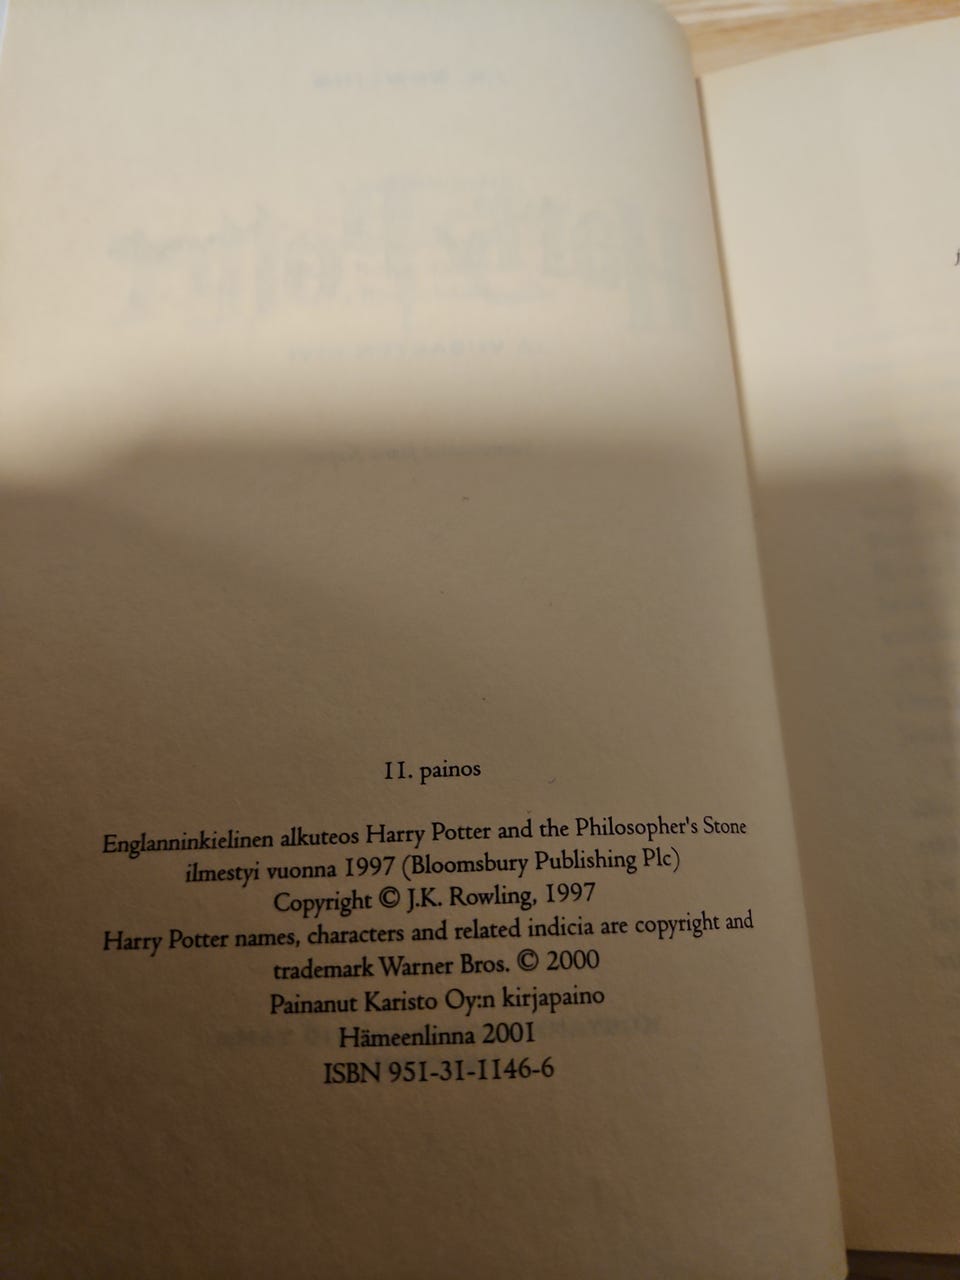 11. painos
Englanninkielinen alkuteos Harry Potter and the Philosopher's Stone
ilmestyi vuonna 1997 (Bloomsbury Publishing Plc)
Copyright © J.K. Rowling, 1997
Harry Potter names, characters and related indicia are copyright and
trademark Warner Bros. © 2000
Painanut Karisto Oy:n kirjapaino
Hämeenlinna 2001
ISBN 951-31-1146-6